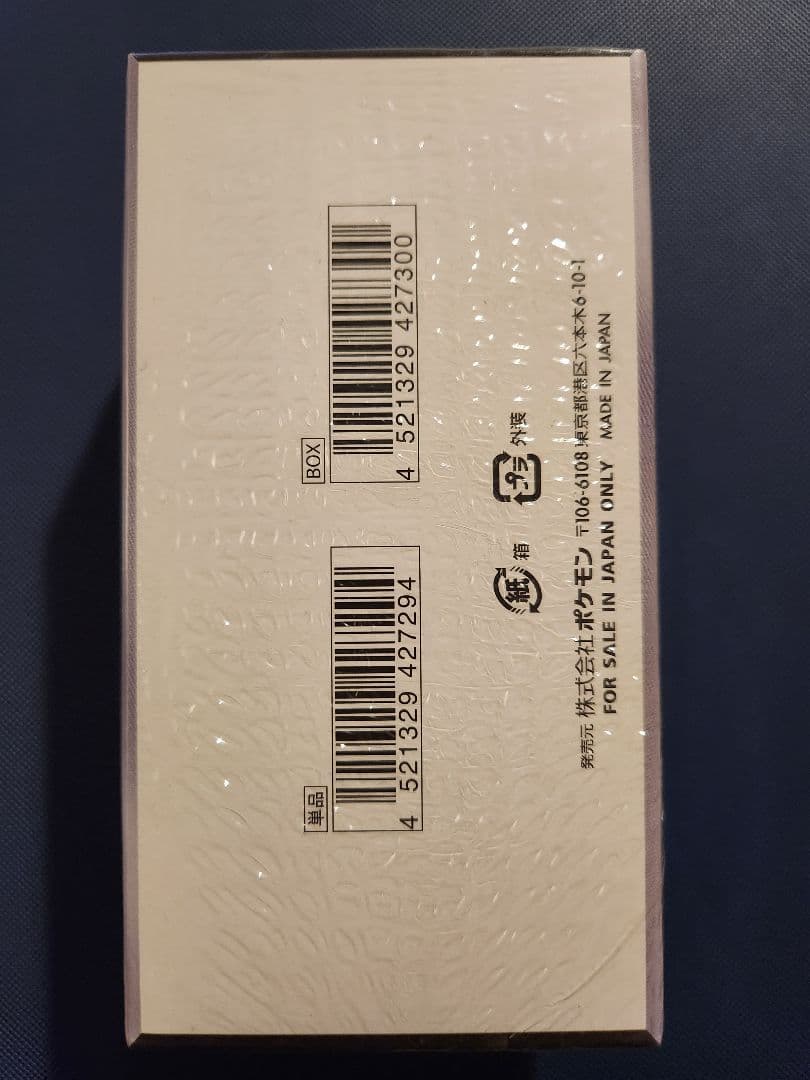 単品
4 521329 427294
BOX
4 521329 427300
紙 箱 プラ 外装
発売元 株式会社 ポケモン 〒106-6108 東京都港区六本木6-10-1
FOR SALE IN JAPAN ONLY MADE IN JAPAN